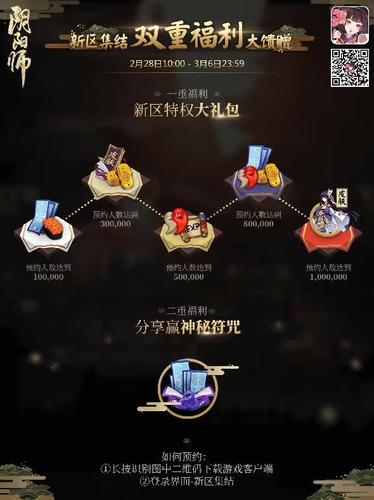 阴阳师
新区集结 双重福利 大馈赠
2月28日10:00 - 3月6日23:59
一重福利
新区特权大礼包
皮肤
预约人数达到
300,000
预约人数达到
800,000
EXP
皮肤
预约人数达到
100,000
预约人数达到
500,000
预约人数达到
1,000,000
二重福利
分享赢神秘符咒
如何预约:
①长按识别图中二维码下载游戏客户端
②登录界面-新区集结